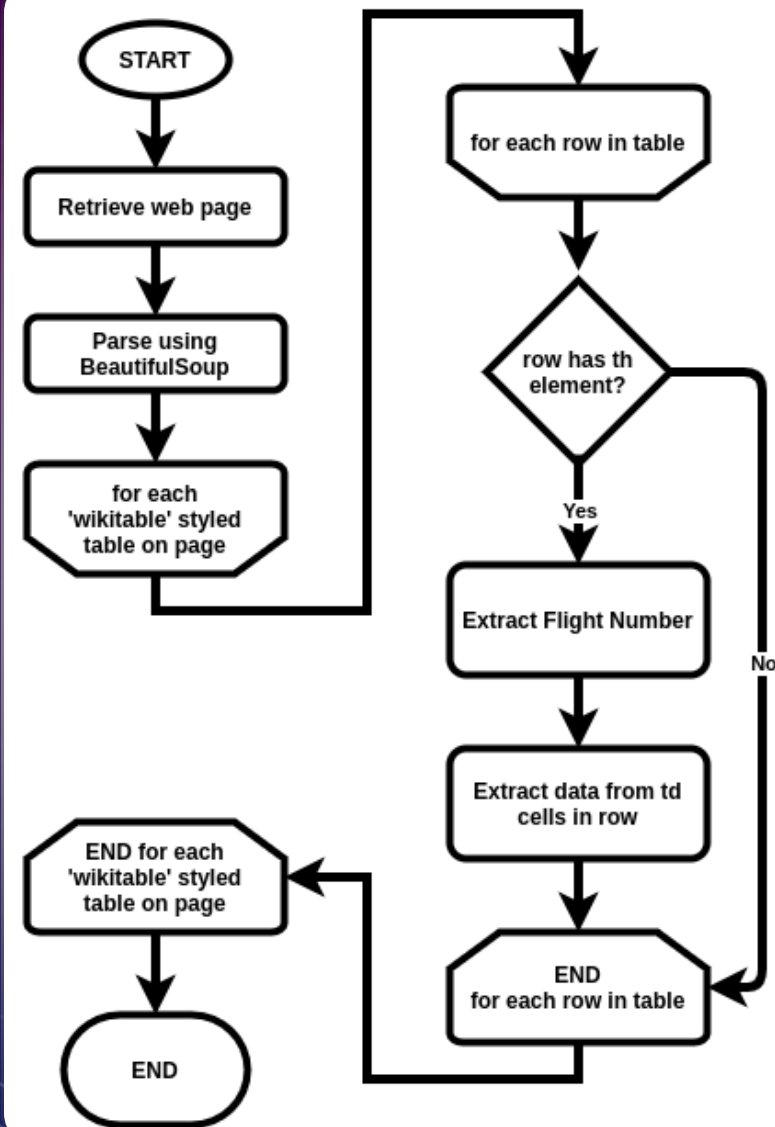 START
Retrieve web page
Parse using
BeautifulSoup
for each
'wikitable' styled
table on page
for each row in table
row has th
element?
Yes
No
Extract Flight Number
Extract data from td
cells in row
END
for each row in table
END for each
'wikitable' styled
table on page
END